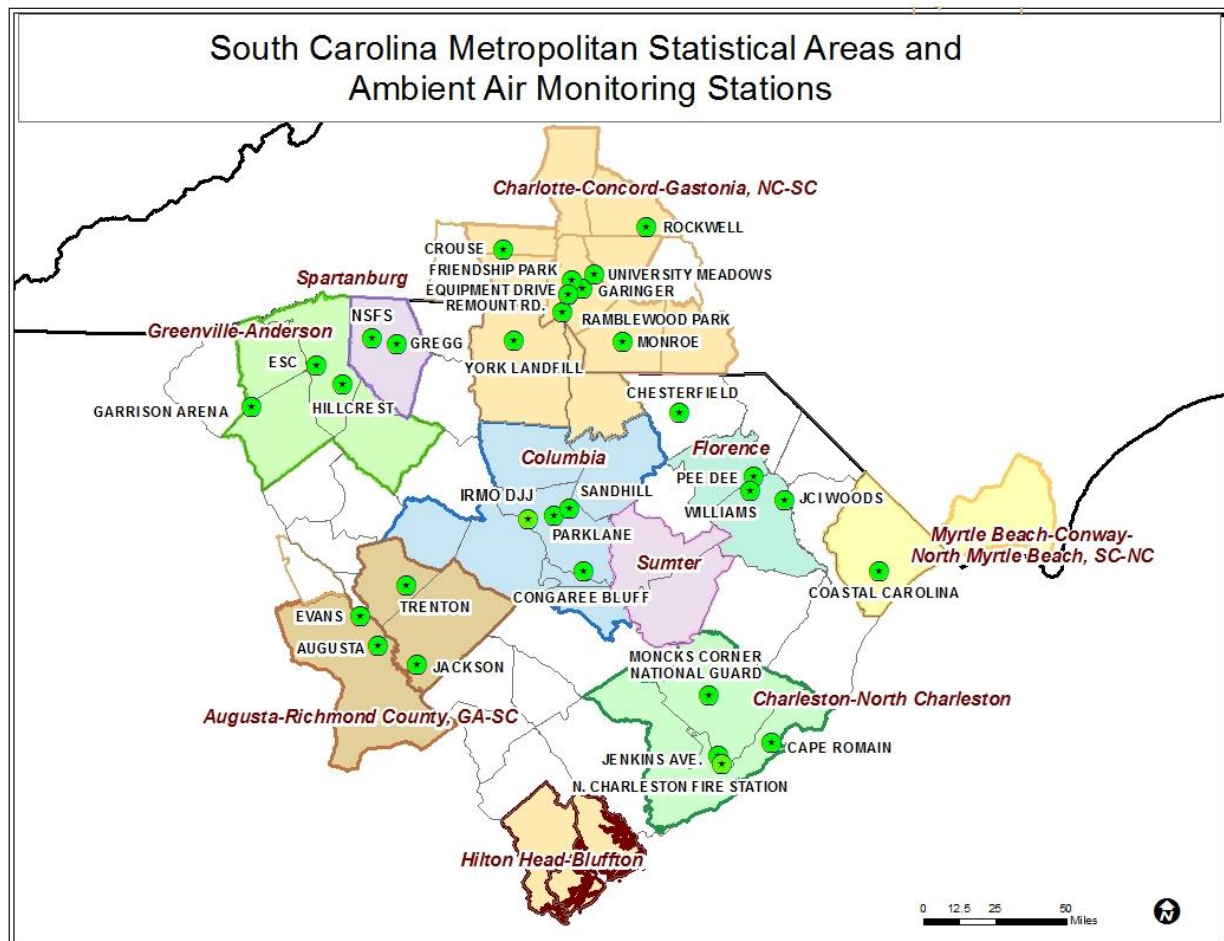 South Carolina Metropolitan Statistical Areas and
Ambient Air Monitoring Stations
Charlotte-Concord-Gastonia, NC-SC
ROCKWELL
CROUSE
FRIENDSHIP PARK
UNIVERSITY MEADOWS
EQUIPMENT DRIVE
GARINGER
REMOUNT RD.
RAMBLEWOOD PARK
MONROE
YORK LANDFILL
Spartanburg
NSFS
GREGG
Greenville-Anderson
ESC
HILLCREST
GARRISON ARENA
CHESTERFIELD
Florence
PEE DEE
WILLIAMS
JCI WOODS
Columbia
IRMO DJJ
SANDHILL
PARKLANE
CONGAREE BLUFF
Sumter
Myrtle Beach-Conway-
North Myrtle Beach, SC-NC
COASTAL CAROLINA
TRENTON
EVANS
AUGUSTA
JACKSON
Augusta-Richmond County, GA-SC
MONCKS CORNER
NATIONAL GUARD
Charleston-North Charleston
CAPE ROMAIN
JENKINS AVE.
N. CHARLESTON FIRE STATION
Hilton Head-Bluffton
0 12.5 25 50
Miles
N